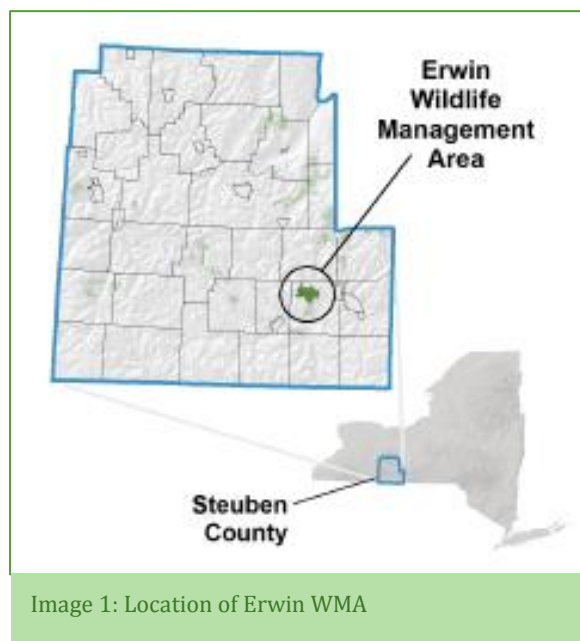 Erwin
Wildlife
Management
Area
Steuben
County
Image 1: Location of Erwin WMA